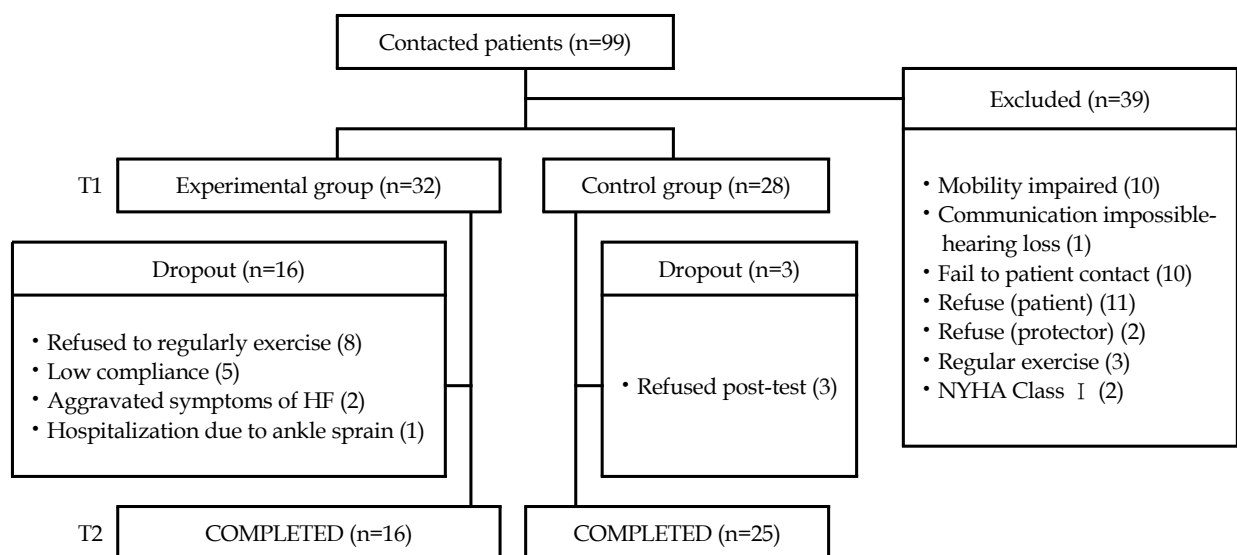 Contacted patients (n=99)
Excluded (n=39)
• Mobility impaired (10)
• Communication impossible-
hearing loss (1)
• Fail to patient contact (10)
• Refuse (patient) (11)
• Refuse (protector) (2)
• Regular exercise (3)
• NYHA Class Ⅰ (2)
T1
Experimental group (n=32)
Control group (n=28)
Dropout (n=16)
• Refused to regularly exercise (8)
• Low compliance (5)
• Aggravated symptoms of HF (2)
• Hospitalization due to ankle sprain (1)
Dropout (n=3)
• Refused post-test (3)
T2
COMPLETED (n=16)
COMPLETED (n=25)